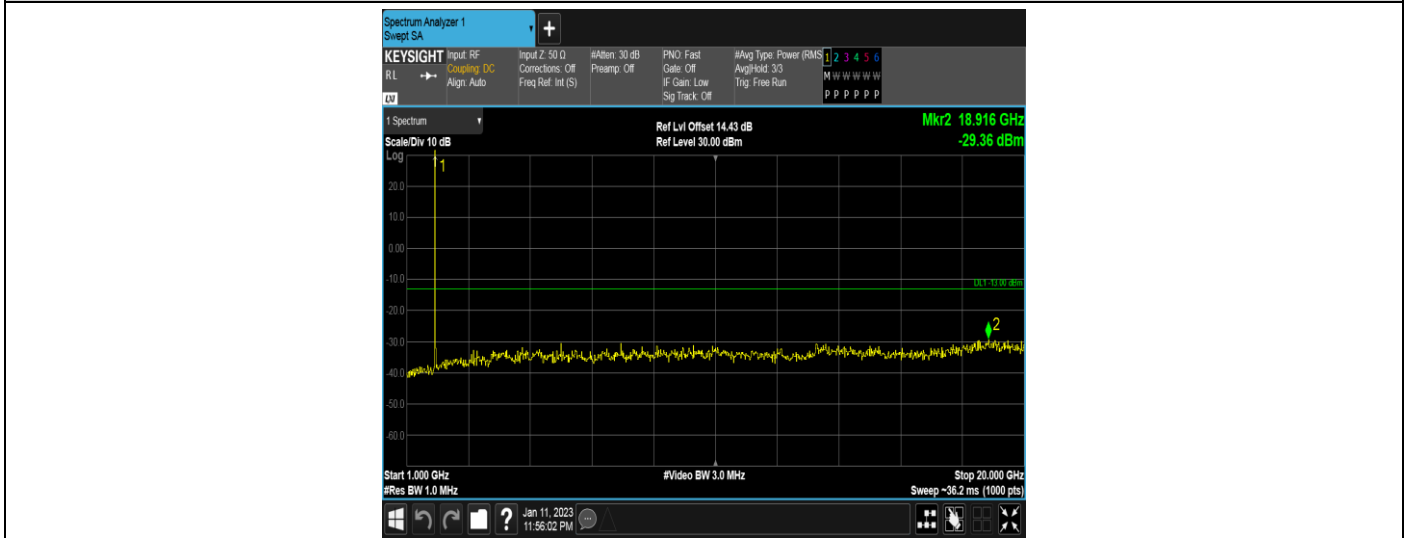 Spectrum Analyzer 1
Swept SA
+
KEYSIGHT
RL
LXI
Input: RF
Coupling: DC
Align: Auto
Input Z: 50 Ω
Corrections: Off
Freq Ref: Int (S)
#Atten: 30 dB
Preamp: Off
PNO: Fast
Gate: Off
IF Gain: Low
Sig Track: Off
#Avg Type: Power (RMS
Avg|Hold: 3/3
Trig: Free Run
1 2 3 4 5 6
M W W W W W
P P P P P P
1 Spectrum
Scale/Div 10 dB
Ref Lvl Offset 14.43 dB
Ref Level 30.00 dBm
Mkr2 18.916 GHz
-29.36 dBm
Log
1
20.0
10.0
0.00
-10.0
DL1 -13.00 dBm
-20.0
2
-30.0
-40.0
-50.0
-60.0
Start 1.000 GHz
#Video BW 3.0 MHz
Stop 20.000 GHz
#Res BW 1.0 MHz
Sweep ~36.2 ms (1000 pts)
?
Jan 11, 2023
11:56:02 PM